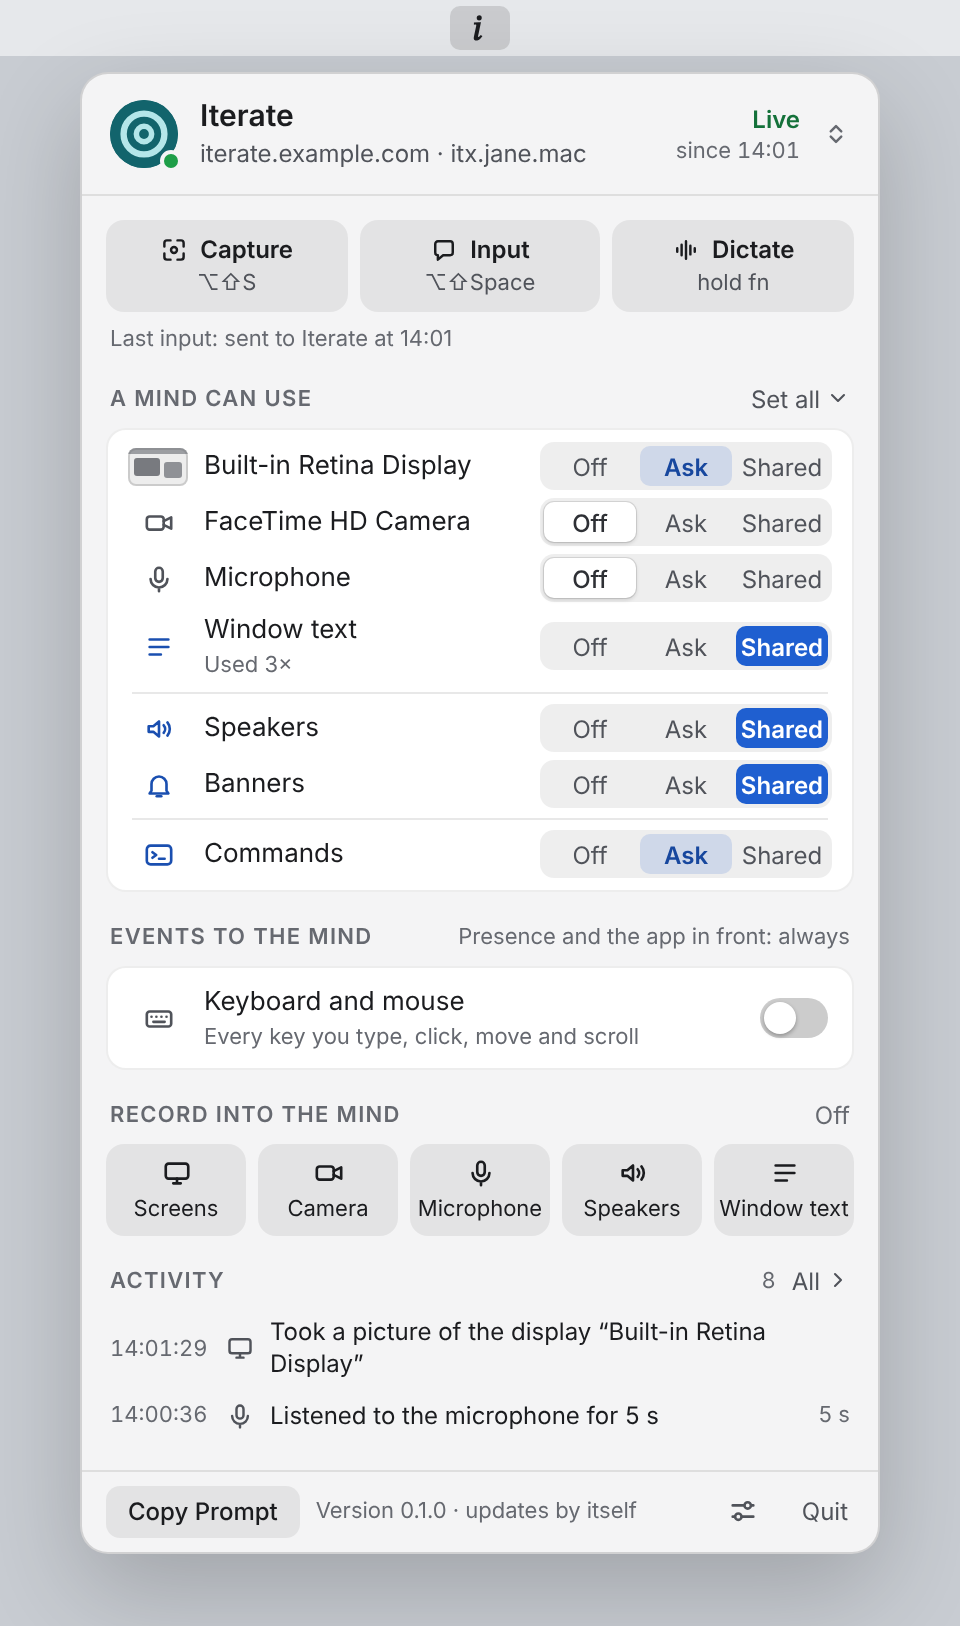 i
Iterate
iterate.example.com · itx.jane.mac
Live
since 14:01
Capture
⌥⇧S
Input
⌥⇧Space
Dictate
hold fn
Last input: sent to Iterate at 14:01
A MIND CAN USE
Set all
Built-in Retina Display
Off Ask Shared
FaceTime HD Camera
Off Ask Shared
Microphone
Off Ask Shared
Window text
Used 3×
Off Ask Shared
Speakers
Off Ask Shared
Banners
Off Ask Shared
Commands
Off Ask Shared
EVENTS TO THE MIND
Presence and the app in front: always
Keyboard and mouse
Every key you type, click, move and scroll
RECORD INTO THE MIND
Off
Screens
Camera
Microphone
Speakers
Window text
ACTIVITY
8 All
14:01:29
Took a picture of the display “Built-in Retina
Display”
14:00:36
Listened to the microphone for 5 s
5 s
Copy Prompt
Version 0.1.0 · updates by itself
Quit